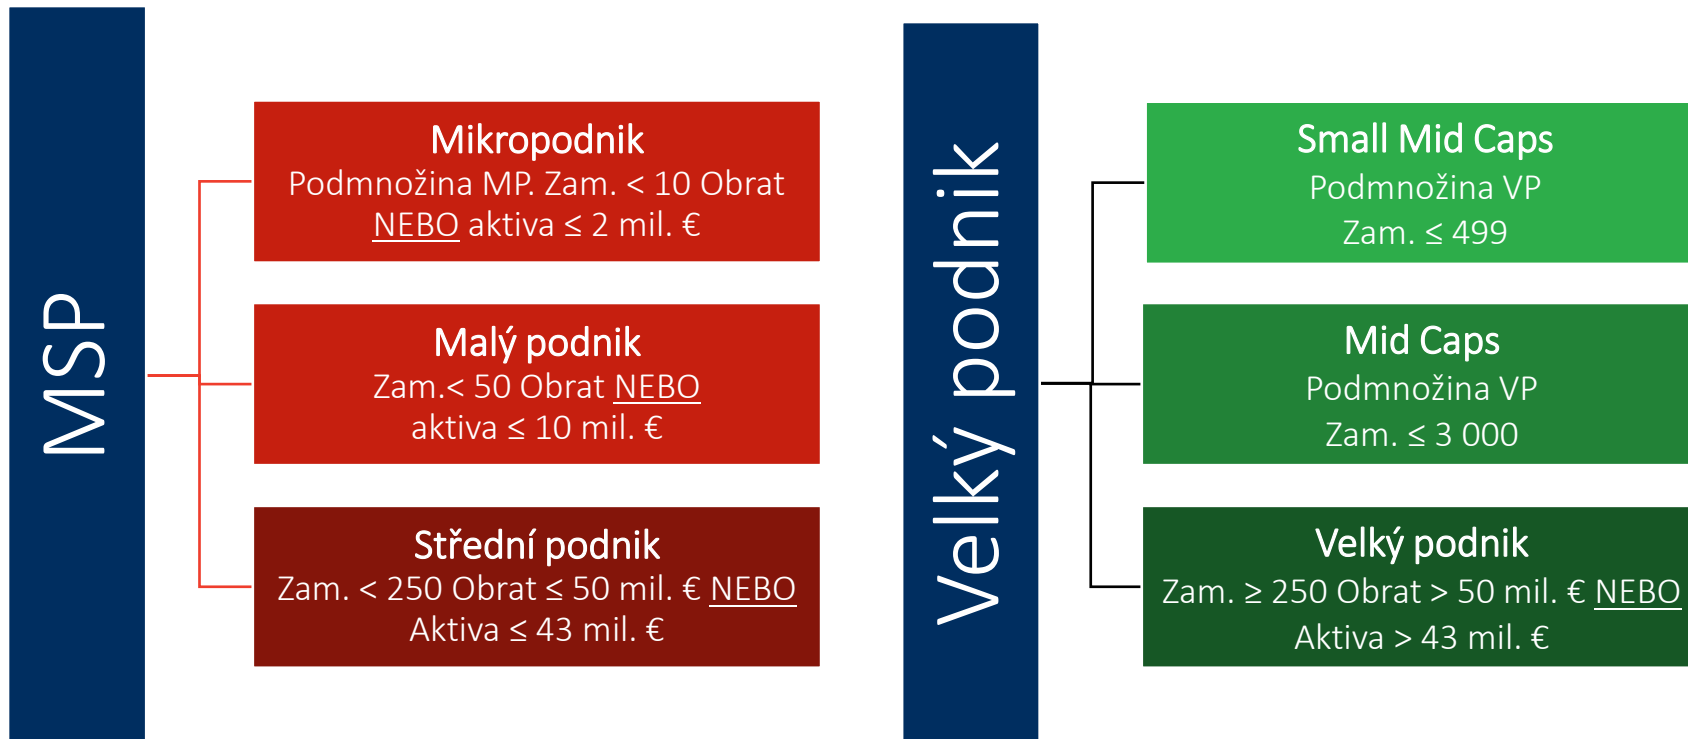 MSP
Mikropodnik
Podmnožina MP. Zam. < 10 Obrat
NEBO aktiva ≤ 2 mil. €
Malý podnik
Zam.< 50 Obrat NEBO
aktiva ≤ 10 mil. €
Střední podnik
Zam. < 250 Obrat ≤ 50 mil. € NEBO
Aktiva ≤ 43 mil. €
Velký podnik
Small Mid Caps
Podmnožina VP
Zam. ≤ 499
Mid Caps
Podmnožina VP
Zam. ≤ 3 000
Velký podnik
Zam. ≥ 250 Obrat > 50 mil. € NEBO
Aktiva > 43 mil. €